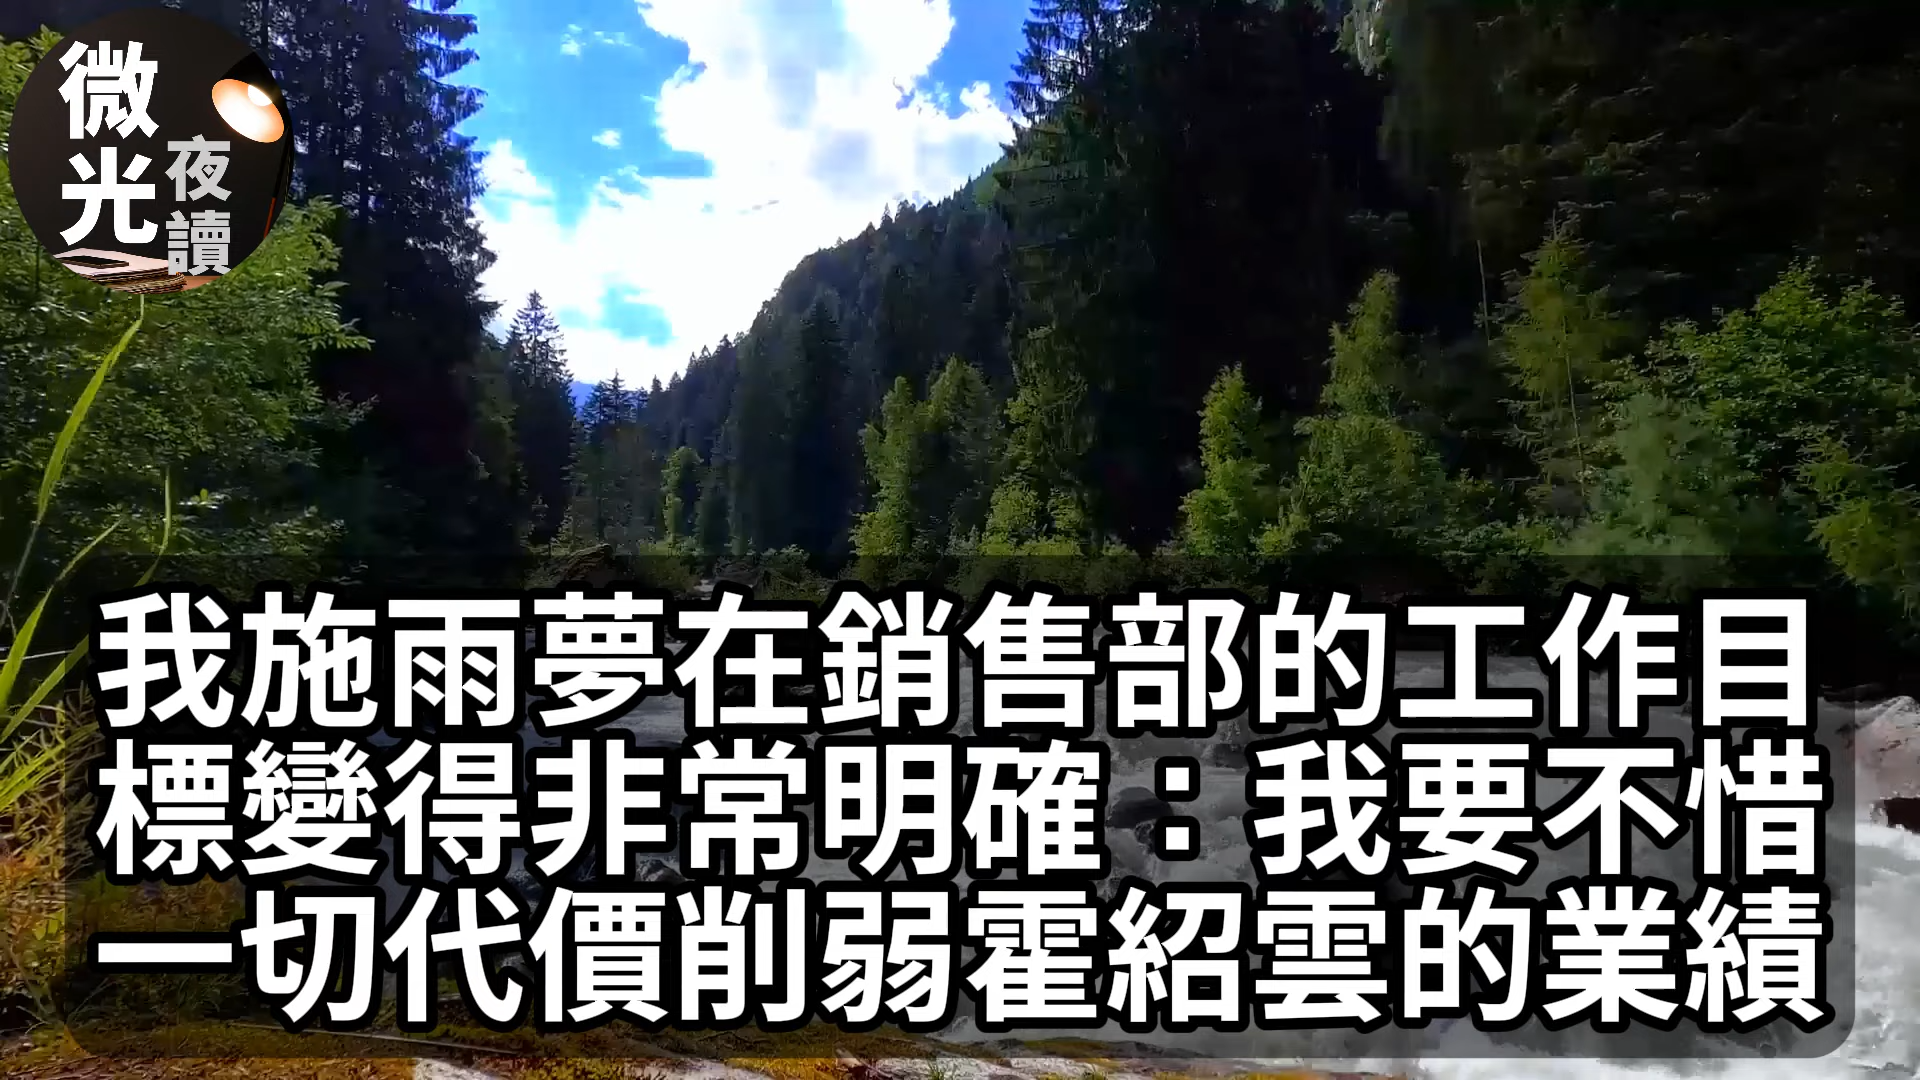 微光
夜讀
我施雨夢在銷售部的工作目
標變得非常明確：我要不惜
一切代價削弱霍紹雲的業績